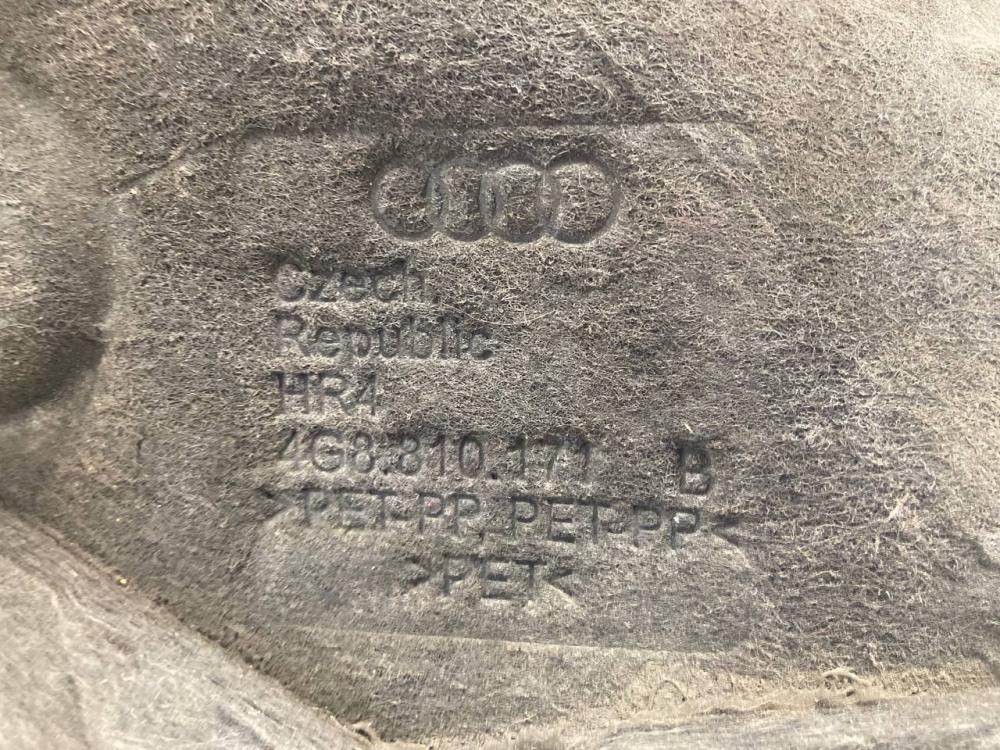 Czech
Republic
HR4
4G8.810.171 B
>PET-PP, PET-PP<
>PET<